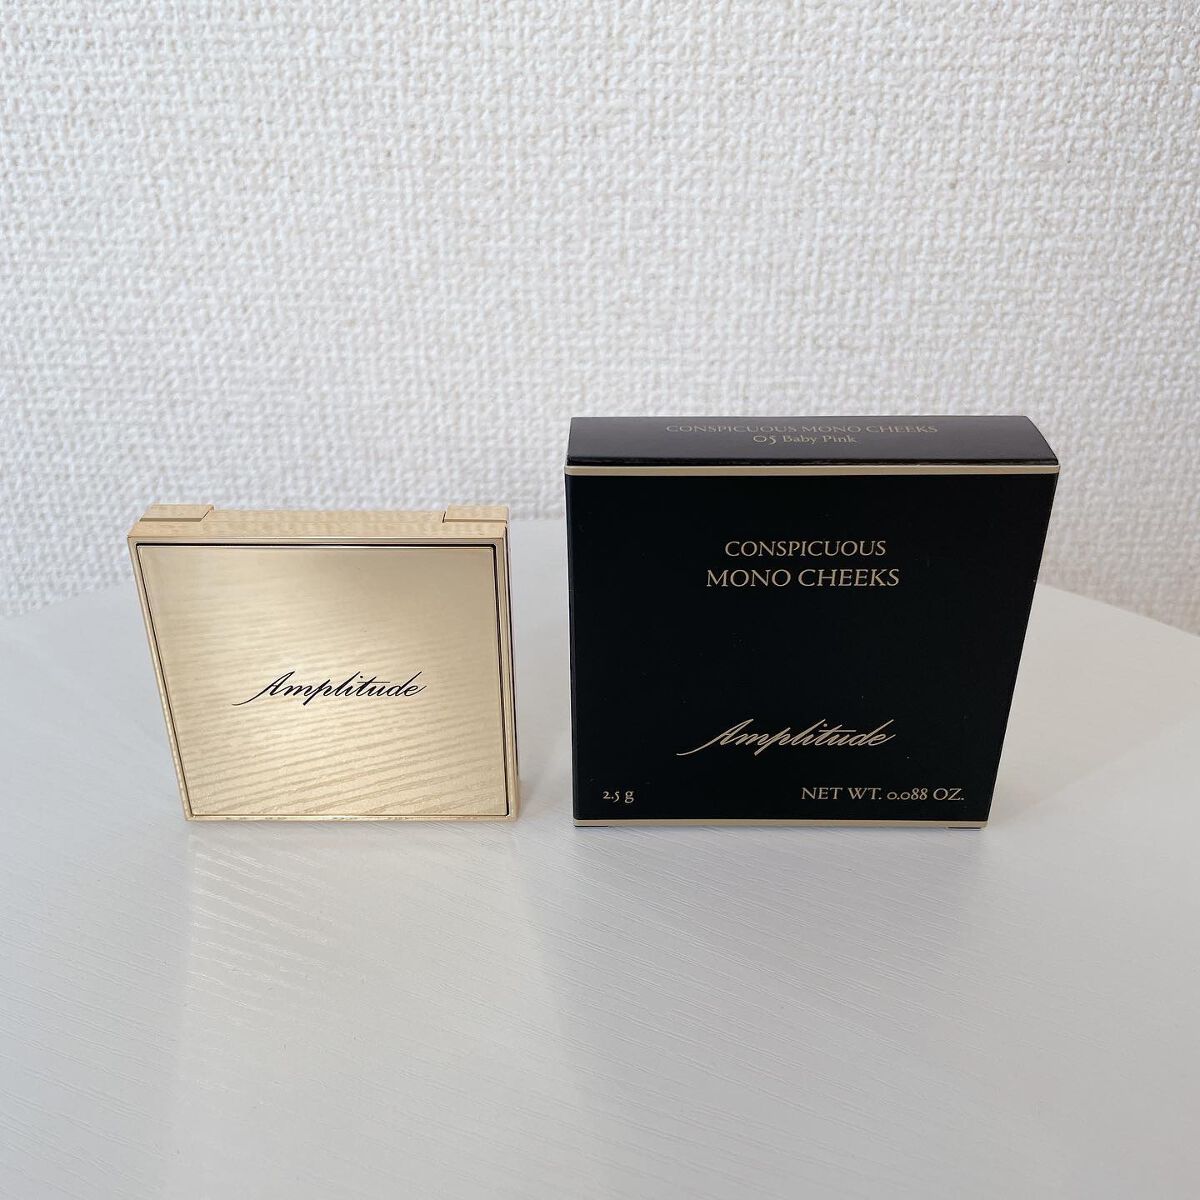 Amplitude
CONSPICUOUS MONO CHEEKS
05 Baby Pink
CONSPICUOUS
MONO CHEEKS
Amplitude
2.5 g NET WT. 0.088 OZ.